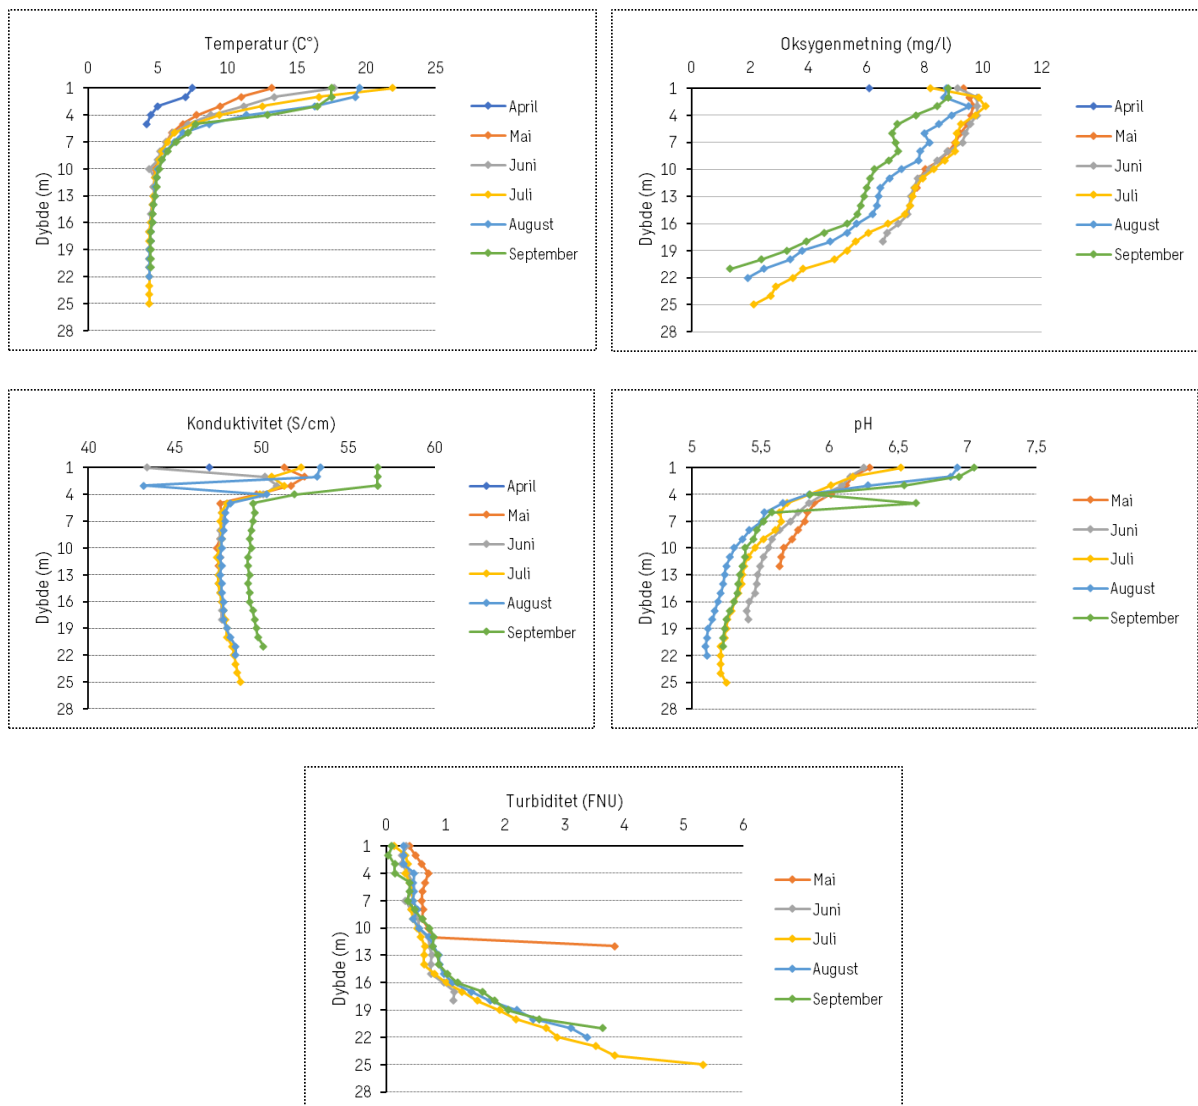 Temperatur (C°)
0 5 10 15 20 25
1
4
7
10
13
16
19
22
25
28
Dybde (m)
April
Mai
Juni
Juli
August
September
Oksygenmetning (mg/l)
0 2 4 6 8 10 12
1
4
7
10
13
16
19
22
25
28
Dybde (m)
April
Mai
Juni
Juli
August
September
Konduktivitet (S/cm)
40 45 50 55 60
1
4
7
10
13
16
19
22
25
28
Dybde (m)
April
Mai
Juni
Juli
August
September
pH
5 5,5 6 6,5 7 7,5
1
4
7
10
13
16
19
22
25
28
Dybde (m)
Mai
Juni
Juli
August
September
Turbiditet (FNU)
0 1 2 3 4 5 6
1
4
7
10
13
16
19
22
25
28
Dybde (m)
Mai
Juni
Juli
August
September